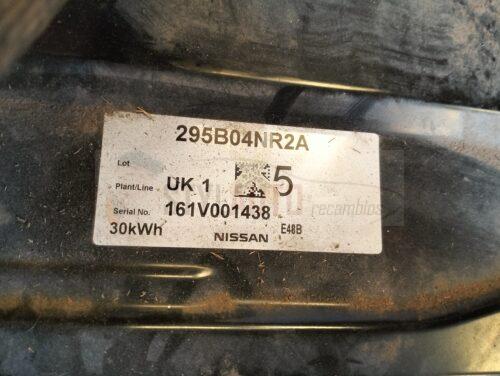 295B04NR2A
Lot
5
Plant/Line UK 1
Serial No. 161V001438
30kWh NISSAN E48B
recambios